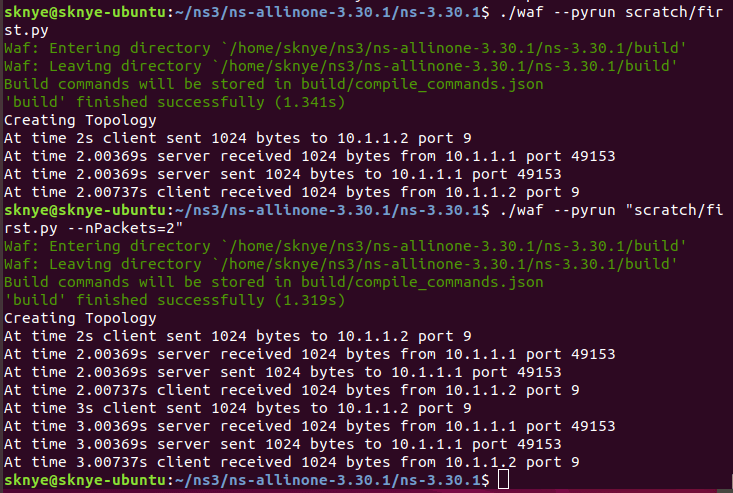 sknye@sknye-ubuntu:~/ns3/ns-allinone-3.30.1/ns-3.30.1$ ./waf --pyrun scratch/fir
st.py
Waf: Entering directory `/home/sknye/ns3/ns-allinone-3.30.1/ns-3.30.1/build'
Waf: Leaving directory `/home/sknye/ns3/ns-allinone-3.30.1/ns-3.30.1/build'
Build commands will be stored in build/compile_commands.json
'build' finished successfully (1.341s)
Creating Topology
At time 2s client sent 1024 bytes to 10.1.1.2 port 9
At time 2.00369s server received 1024 bytes from 10.1.1.1 port 49153
At time 2.00369s server sent 1024 bytes to 10.1.1.1 port 49153
At time 2.00737s client received 1024 bytes from 10.1.1.2 port 9
sknye@sknye-ubuntu:~/ns3/ns-allinone-3.30.1/ns-3.30.1$ ./waf --pyrun "scratch/fi
rst.py --nPackets=2"
Waf: Entering directory `/home/sknye/ns3/ns-allinone-3.30.1/ns-3.30.1/build'
Waf: Leaving directory `/home/sknye/ns3/ns-allinone-3.30.1/ns-3.30.1/build'
Build commands will be stored in build/compile_commands.json
'build' finished successfully (1.319s)
Creating Topology
At time 2s client sent 1024 bytes to 10.1.1.2 port 9
At time 2.00369s server received 1024 bytes from 10.1.1.1 port 49153
At time 2.00369s server sent 1024 bytes to 10.1.1.1 port 49153
At time 2.00737s client received 1024 bytes from 10.1.1.2 port 9
At time 3s client sent 1024 bytes to 10.1.1.2 port 9
At time 3.00369s server received 1024 bytes from 10.1.1.1 port 49153
At time 3.00369s server sent 1024 bytes to 10.1.1.1 port 49153
At time 3.00737s client received 1024 bytes from 10.1.1.2 port 9
sknye@sknye-ubuntu:~/ns3/ns-allinone-3.30.1/ns-3.30.1$